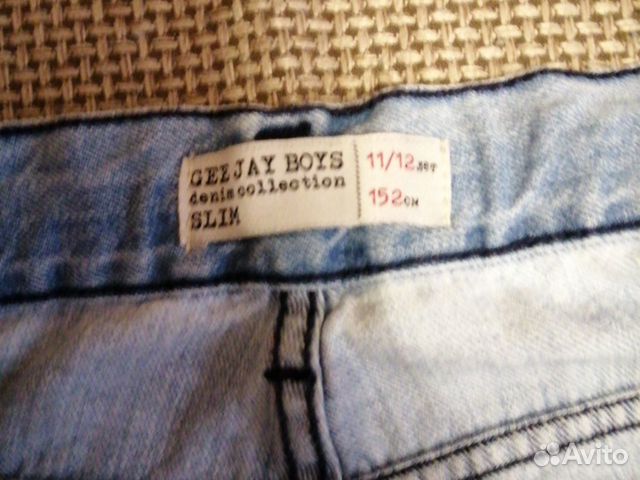 GEEJAY BOYS
denim collection
SLIM
11/12 лет
152 см
Avito